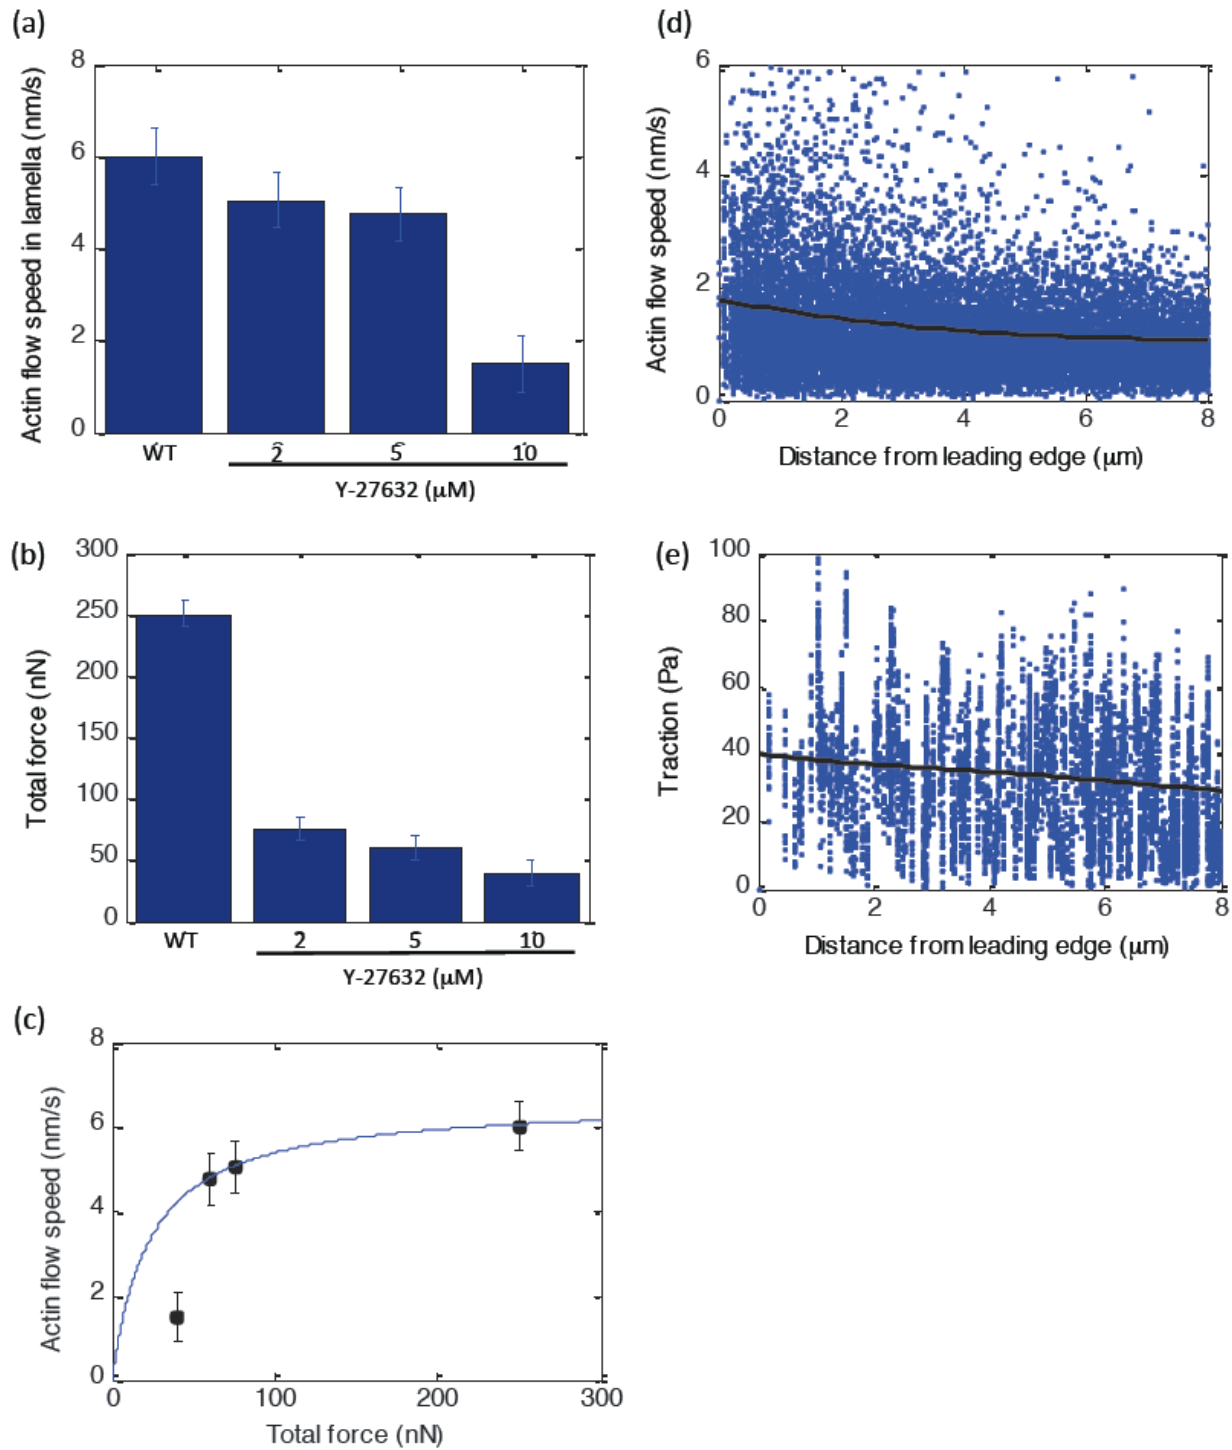 (a)
Actin flow speed in lamella (nm/s)
8
6
4
2
0
WT
2
5
10
Y-27632 (μM)
(b)
Total force (nN)
300
250
200
150
100
50
0
WT
2
5
10
Y-27632 (μM)
(c)
Actin flow speed (nm/s)
8
6
4
2
0
0
100
200
300
Total force (nN)
(d)
Actin flow speed (nm/s)
6
4
2
0
0
2
4
6
8
Distance from leading edge (μm)
(e)
Traction (Pa)
100
80
60
40
20
0
0
2
4
6
8
Distance from leading edge (μm)